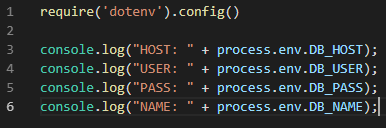 1 require('dotenv').config()
2
3 console.log("HOST: " + process.env.DB_HOST);
4 console.log("USER: " + process.env.DB_USER);
5 console.log("PASS: " + process.env.DB_PASS);
6 console.log("NAME: " + process.env.DB_NAME);